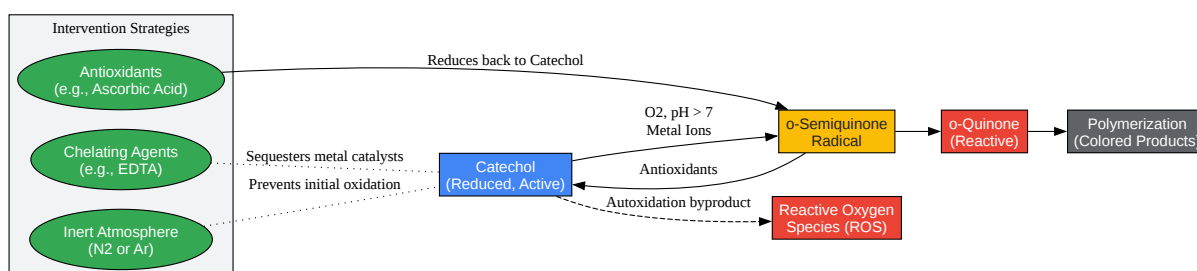 Intervention Strategies
Antioxidants
(e.g., Ascorbic Acid)
Reduces back to Catechol
Chelating Agents
(e.g., EDTA)
Sequesters metal catalysts
Prevents initial oxidation
Inert Atmosphere
(N2 or Ar)
Catechol
(Reduced, Active)
O2, pH > 7
Metal Ions
Antioxidants
Autoxidation byproduct
o-Semiquinone
Radical
o-Quinone
(Reactive)
Polymerization
(Colored Products)
Reactive Oxygen
Species (ROS)